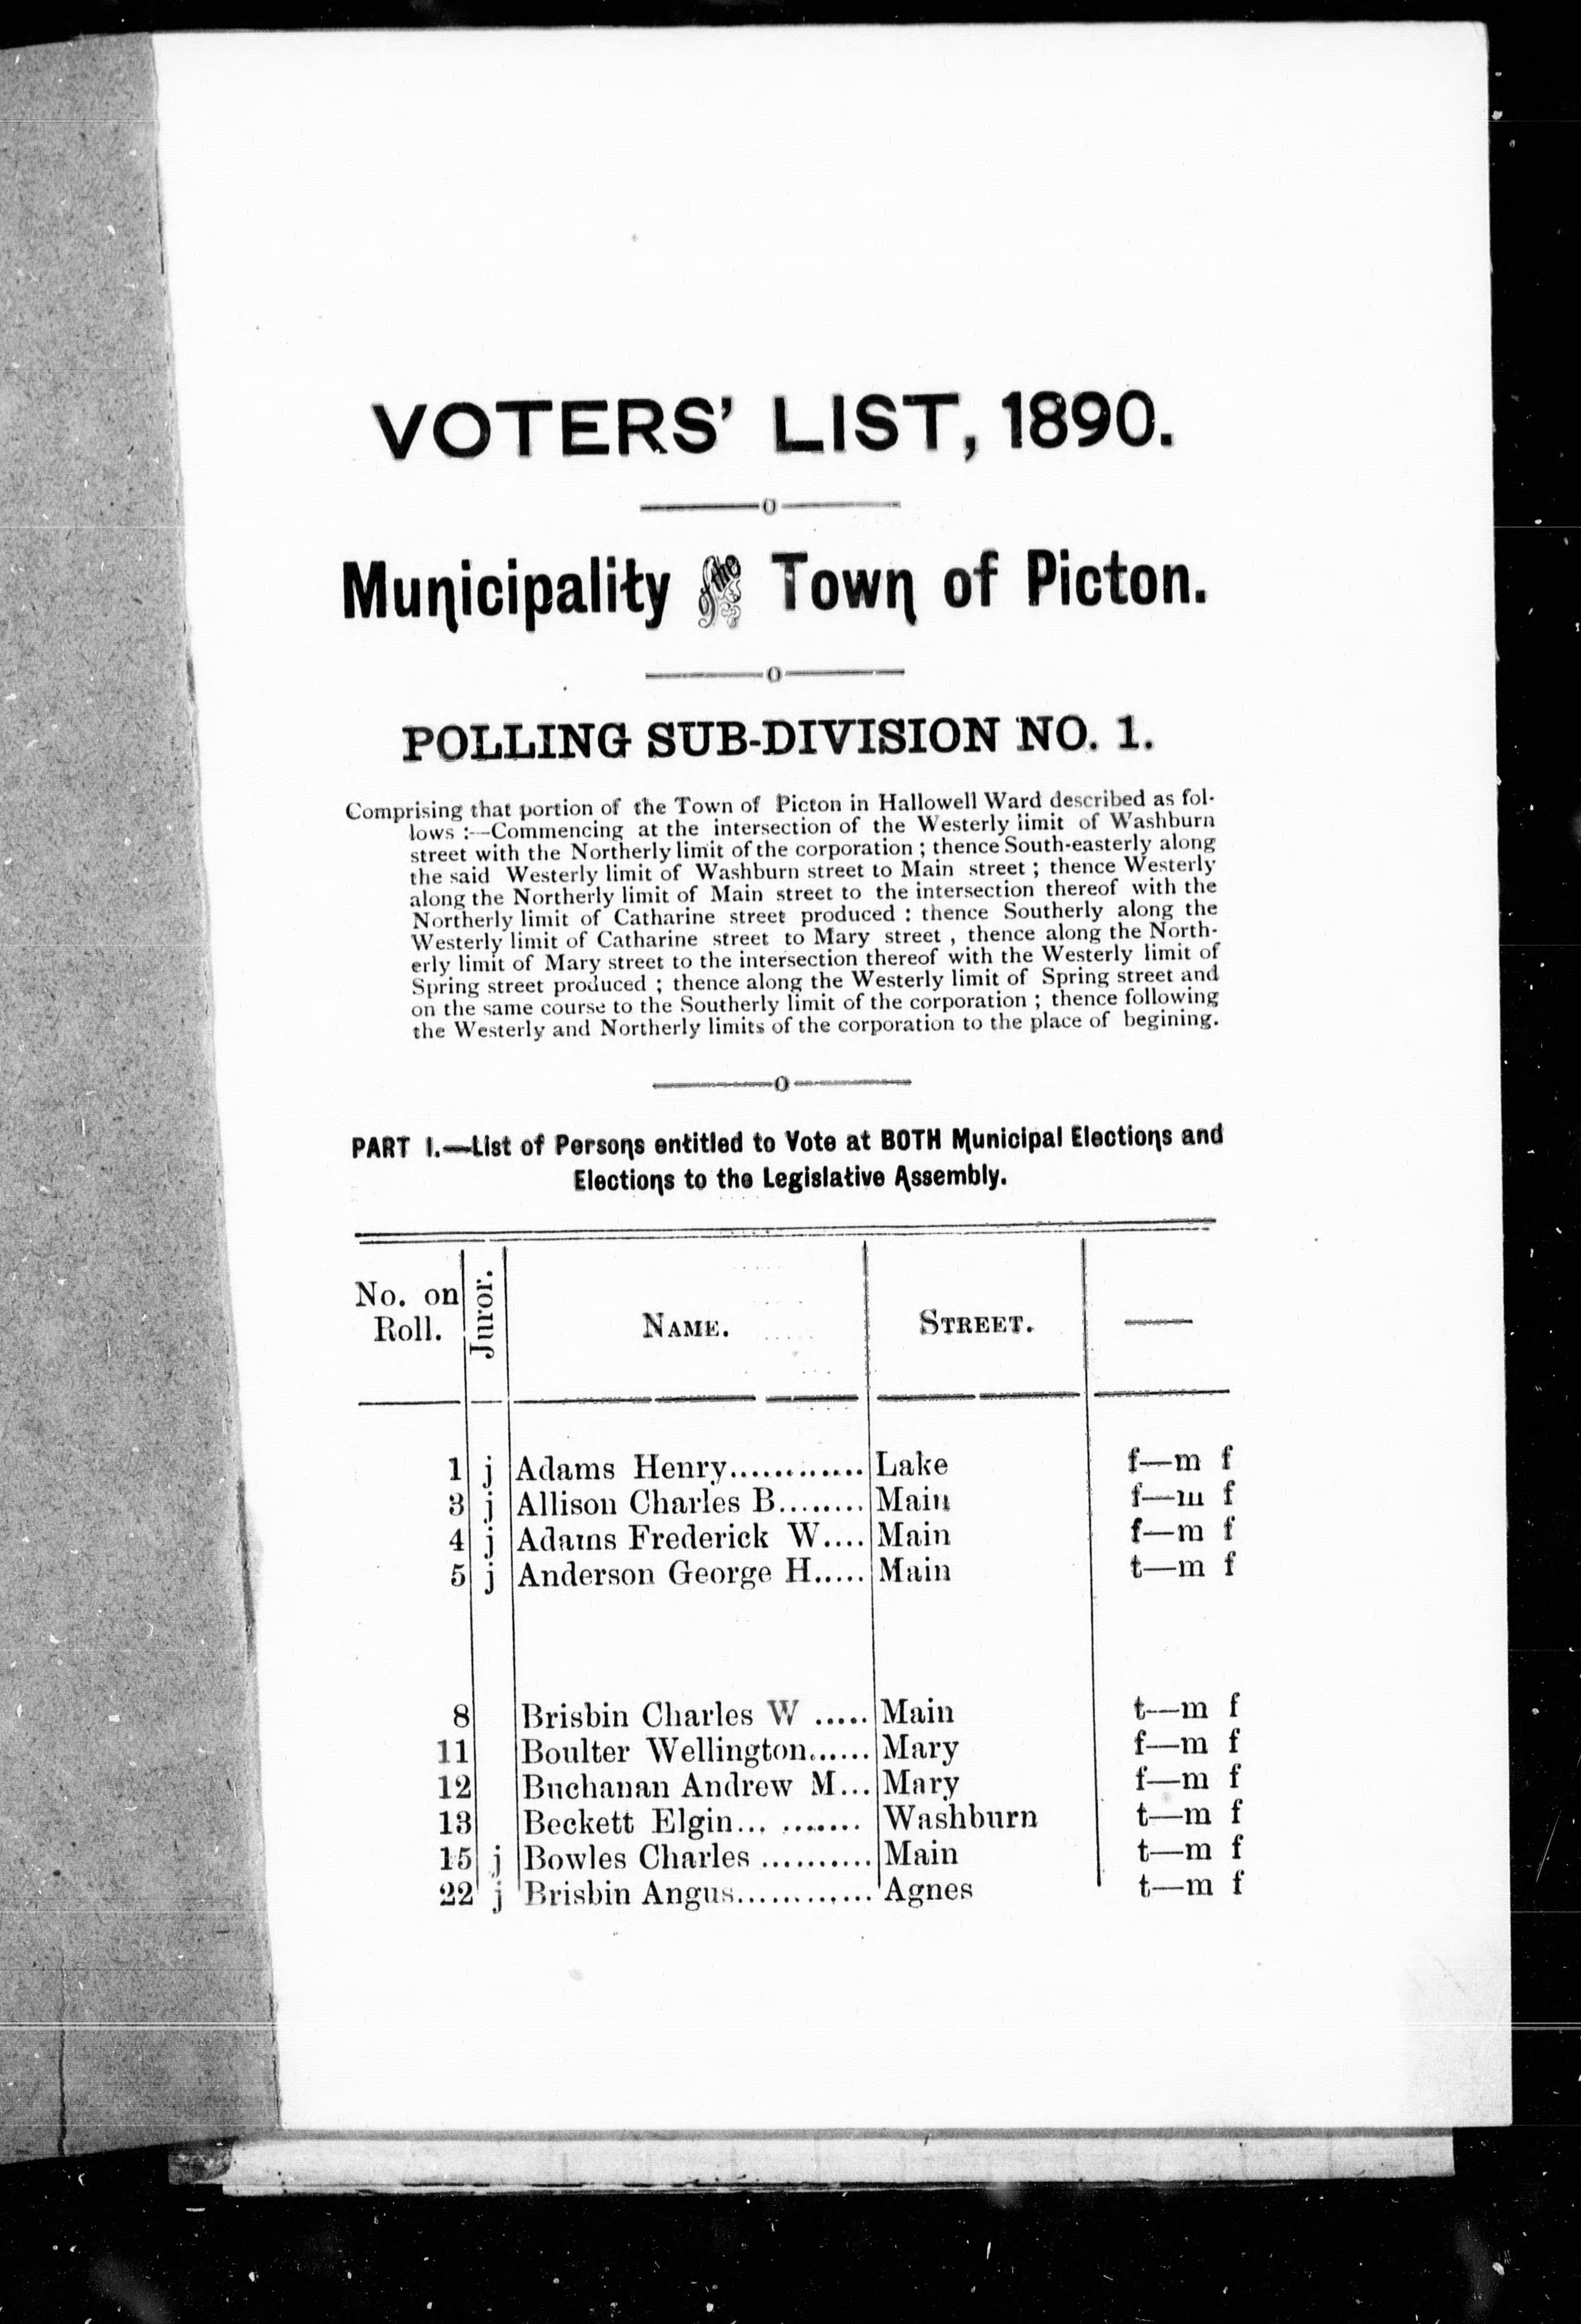 VOTERS' LIST, 1890.
Municipality of the Town of Picton.
POLLING SUB-DIVISION NO. 1.
Comprising that portion of the Town of Picton in Hallowell Ward described as fol-
lows :—Commencing at the intersection of the Westerly limit of Washburn
street with the Northerly limit of the corporation ; thence South-easterly along
the said Westerly limit of Washburn street to Main street ; thence Westerly
along the Northerly limit of Main street to the intersection thereof with the
Northerly limit of Catharine street produced : thence Southerly along the
Westerly limit of Catharine street to Mary street , thence along the North-
erly limit of Mary street to the intersection thereof with the Westerly limit of
Spring street produced ; thence along the Westerly limit of Spring street and
on the same course to the Southerly limit of the corporation ; thence following
the Westerly and Northerly limits of the corporation to the place of begining.
PART I.—List of Persons entitled to Vote at BOTH Municipal Elections and
Elections to the Legislative Assembly.
No. on Roll. Juror. NAME. STREET. —
1 j Adams Henry............ Lake f—m f
3 j Allison Charles B........ Main f—m f
4 j Adams Frederick W.... Main f—m f
5 j Anderson George H..... Main t—m f
8 Brisbin Charles W ..... Main t—m f
11 Boulter Wellington...... Mary f—m f
12 Buchanan Andrew M... Mary f—m f
13 Beckett Elgin... ....... Washburn t—m f
15 j Bowles Charles .......... Main t—m f
22 j Brisbin Angus............ Agnes t—m f